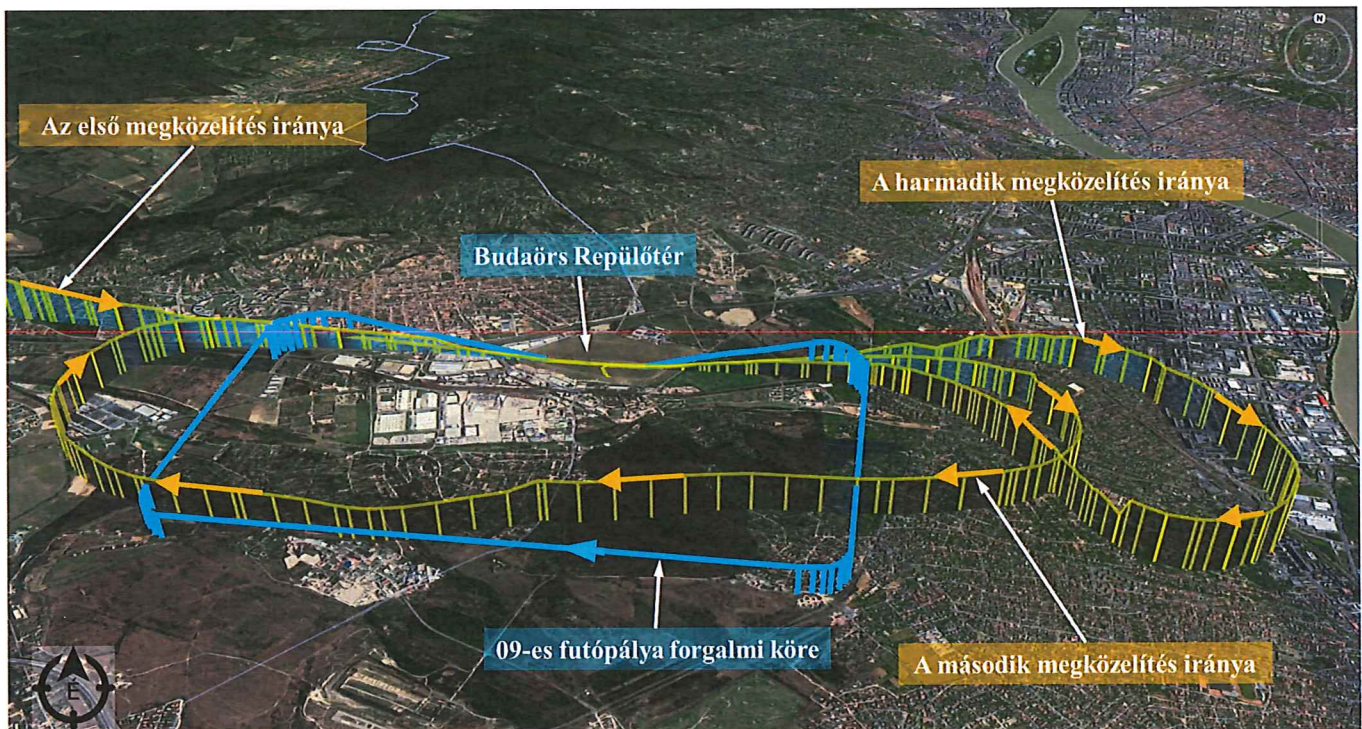 N
Az első megközelítés iránya
A harmadik megközelítés iránya
Budaörs Repülőtér
09-es futópálya forgalmi köre
A második megközelítés iránya
É